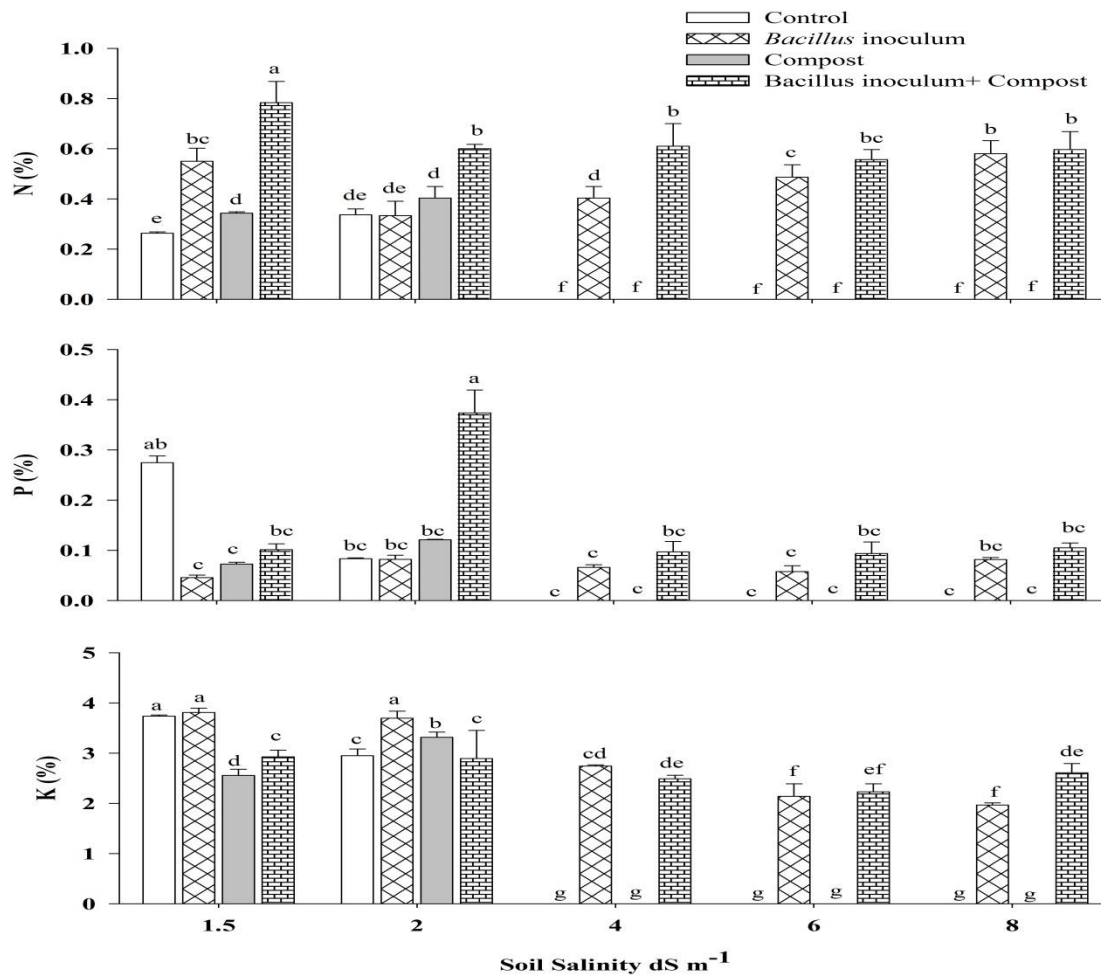 Control
Bacillus inoculum
Compost
Bacillus inoculum+ Compost
N (%)
1.0
0.8
0.6
0.4
0.2
0.0
e bc d a
de de d b
f d f b
f c f bc
f b f b
P (%)
0.5
0.4
0.3
0.2
0.1
0.0
ab c c bc
bc bc bc a
c c c bc
c c c bc
c bc c bc
K (%)
5
4
3
2
1
0
a a d c
c a b c
g cd g de
g f g ef
g f g de
1.5 2 4 6 8
Soil Salinity dS m⁻¹